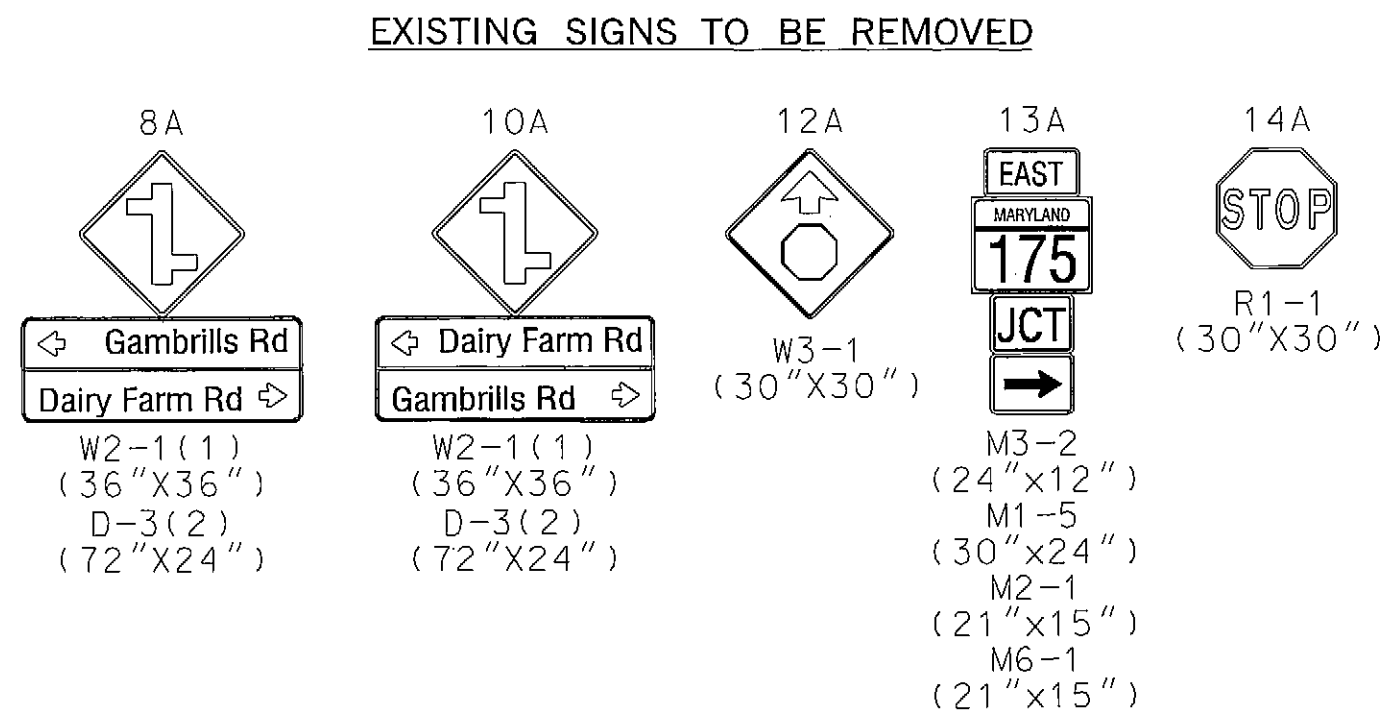 EXISTING SIGNS TO BE REMOVED
8A
Gambrills Rd
Dairy Farm Rd
W2-1(1)
(36"X36")
D-3(2)
(72"X24")
10A
Dairy Farm Rd
Gambrills Rd
W2-1(1)
(36"X36")
D-3(2)
(72"X24")
12A
W3-1
(30"X30")
13A
EAST
MARYLAND
175
JCT
M3-2
(24"x12")
M1-5
(30"x24")
M2-1
(21"x15")
M6-1
(21"x15")
14A
STOP
R1-1
(30"X30")